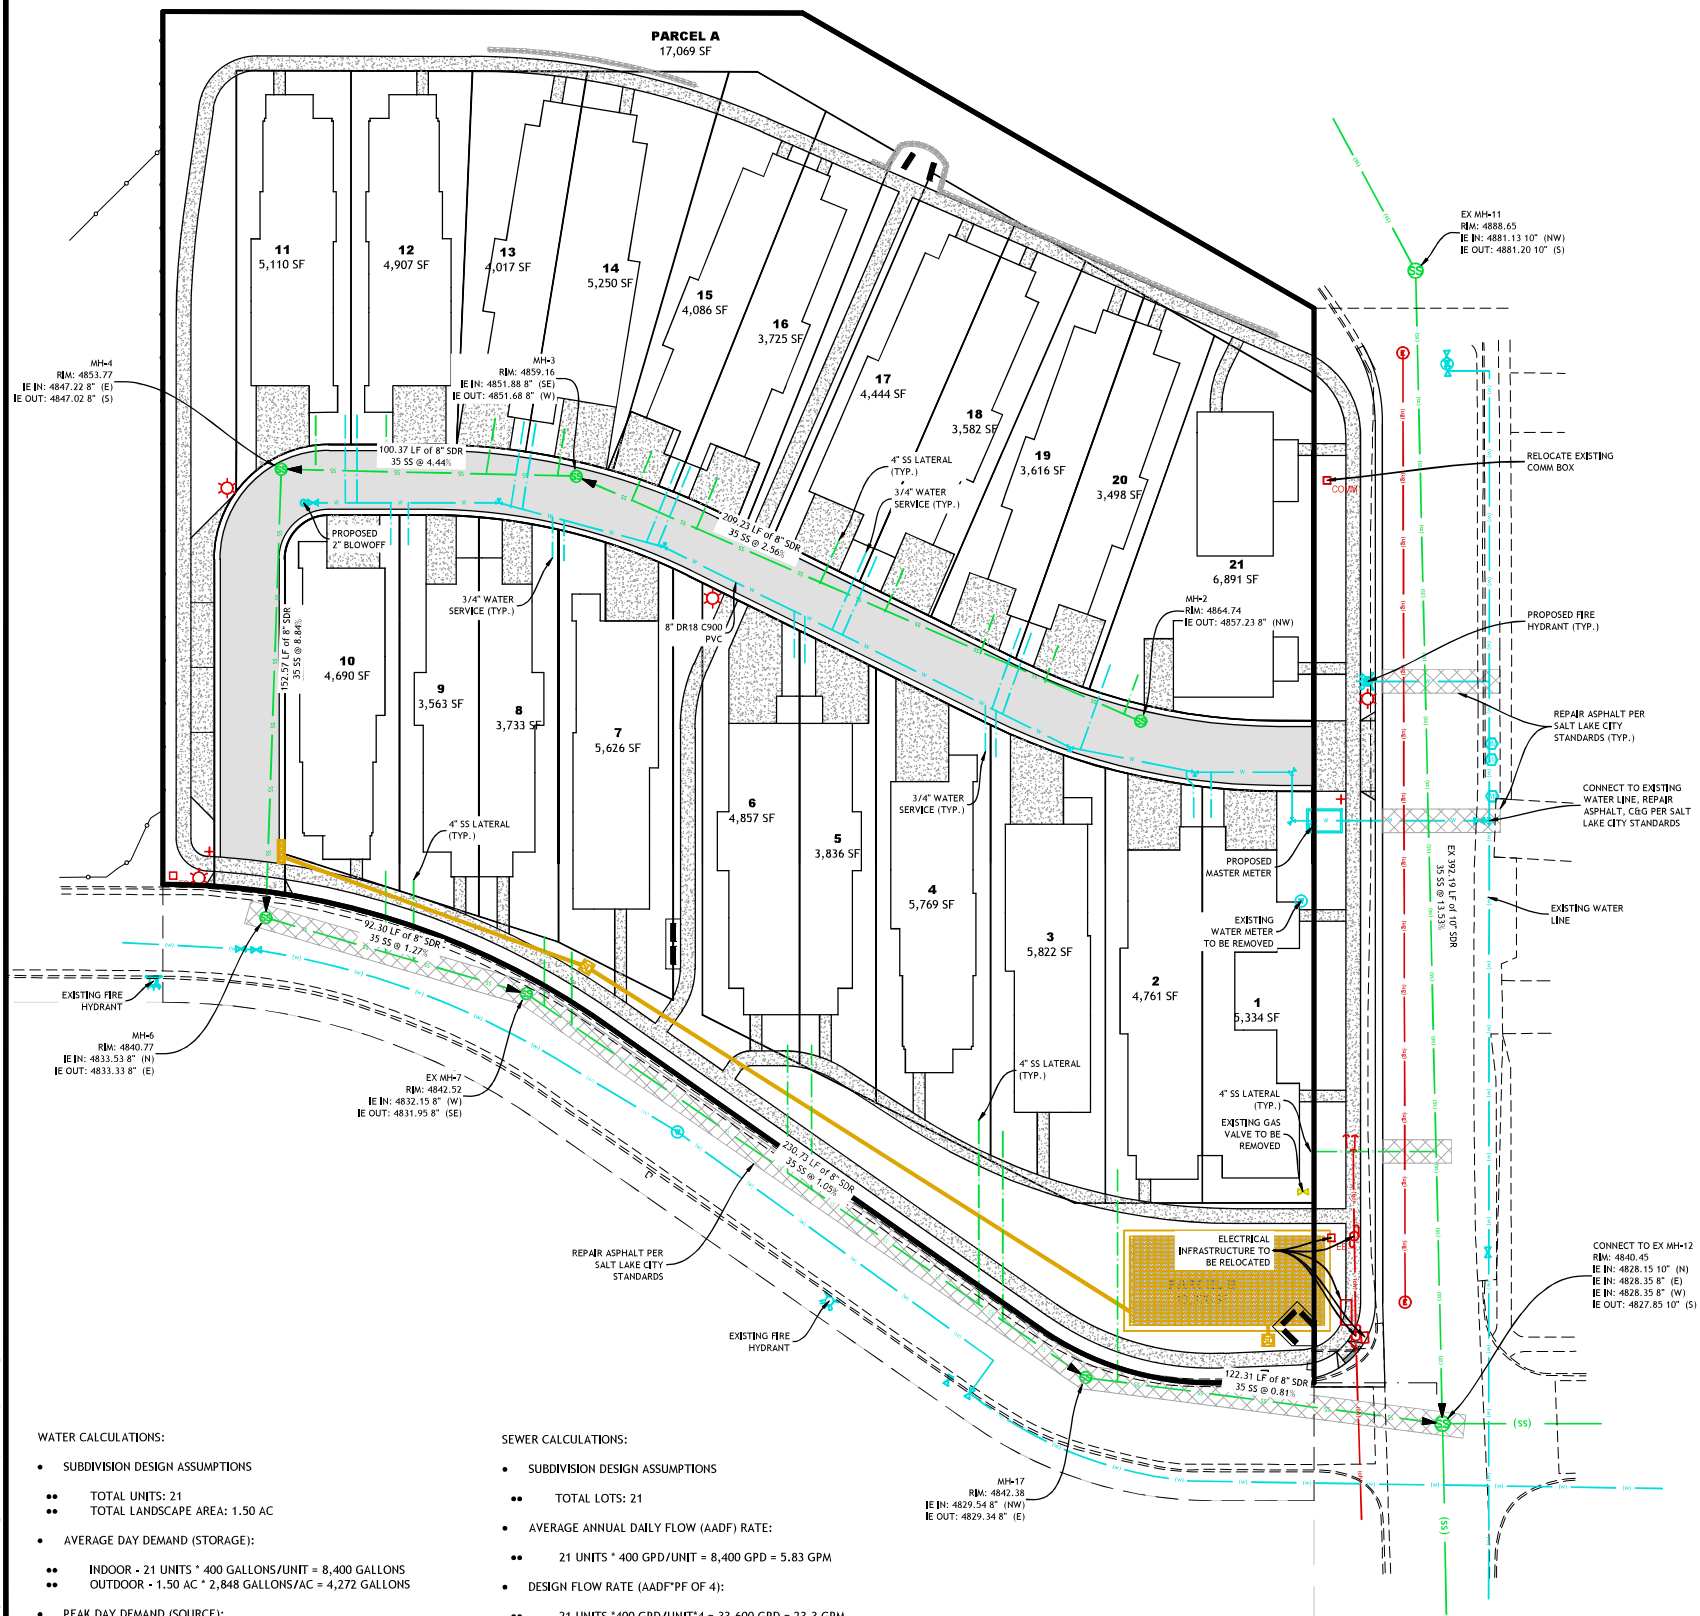 PARCEL A
17,069 SF
11
5,110 SF
12
4,907 SF
13
4,017 SF
14
5,250 SF
15
4,086 SF
16
3,725 SF
17
4,444 SF
18
3,582 SF
19
3,616 SF
20
3,498 SF
21
6,891 SF
EX MH-11
RIM: 4888.65
IE IN: 4881.13 10" (NW)
IE OUT: 4881.20 10" (S)
MH-4
RIM: 4853.77
IE IN: 4847.22 8" (E)
IE OUT: 4847.02 8" (S)
MH-3
RIM: 4859.16
IE IN: 4851.88 8" (SE)
IE OUT: 4851.68 8" (W)
100.37 LF of 8" SDR
35 SS @ 4.44%
4" SS LATERAL
(TYP.)
3/4" WATER
SERVICE (TYP.)
209.23 LF of 8" SDR
35 SS @ 2.56%
RELOCATE EXISTING
COMM BOX
COMM
PROPOSED
2" BLOWOFF
3/4" WATER
SERVICE (TYP.)
8" DR18 C900
PVC
MH-2
RIM: 4864.74
IE OUT: 4857.23 8" (NW)
PROPOSED FIRE
HYDRANT (TYP.)
152.57 LF of 8" SDR
35 SS @ 8.84%
10
4,690 SF
9
3,563 SF
8
3,733 SF
7
5,626 SF
6
4,857 SF
5
3,836 SF
4
5,769 SF
3
5,822 SF
2
4,761 SF
1
5,334 SF
REPAIR ASPHALT PER
SALT LAKE CITY
STANDARDS (TYP.)
CONNECT TO EXISTING
WATER LINE, REPAIR
ASPHALT, C&G PER SALT
LAKE CITY STANDARDS
3/4" WATER
SERVICE (TYP.)
4" SS LATERAL
(TYP.)
PROPOSED
MASTER METER
EX 392.19 LF of 10" SDR
35 SS @ 13.53%
EXISTING
WATER METER
TO BE REMOVED
EXISTING WATER
LINE
92.30 LF of 8" SDR
35 SS @ 1.27%
EXISTING FIRE
HYDRANT
MH-6
RIM: 4840.77
IE IN: 4833.53 8" (N)
IE OUT: 4833.33 8" (E)
EX MH-7
RIM: 4842.52
IE IN: 4832.15 8" (W)
IE OUT: 4831.95 8" (SE)
4" SS LATERAL
(TYP.)
4" SS LATERAL
(TYP.)
EXISTING GAS
VALVE TO BE
REMOVED
230.73 LF of 8" SDR
35 SS @ 1.05%
REPAIR ASPHALT PER
SALT LAKE CITY
STANDARDS
ELECTRICAL
INFRASTRUCTURE TO
BE RELOCATED
CONNECT TO EX MH-12
RIM: 4840.45
IE IN: 4828.15 10" (N)
IE IN: 4828.35 8" (E)
IE IN: 4828.35 8" (W)
IE OUT: 4827.85 10" (S)
EXISTING FIRE
HYDRANT
122.31 LF of 8" SDR
35 SS @ 0.81%
(SS)
(SS)
MH-17
RIM: 4842.38
IE IN: 4829.54 8" (NW)
IE OUT: 4829.34 8" (E)
WATER CALCULATIONS:
• SUBDIVISION DESIGN ASSUMPTIONS
•• TOTAL UNITS: 21
•• TOTAL LANDSCAPE AREA: 1.50 AC
• AVERAGE DAY DEMAND (STORAGE):
•• INDOOR - 21 UNITS * 400 GALLONS/UNIT = 8,400 GALLONS
•• OUTDOOR - 1.50 AC * 2,848 GALLONS/AC = 4,272 GALLONS
• PEAK DAY DEMAND (SOURCE):
SEWER CALCULATIONS:
• SUBDIVISION DESIGN ASSUMPTIONS
•• TOTAL LOTS: 21
• AVERAGE ANNUAL DAILY FLOW (AADF) RATE:
•• 21 UNITS * 400 GPD/UNIT = 8,400 GPD = 5.83 GPM
• DESIGN FLOW RATE (AADF*PF OF 4):
•• 21 UNITS *400 GPD/UNIT*4 = 33,600 GPD = 23.3 GPM